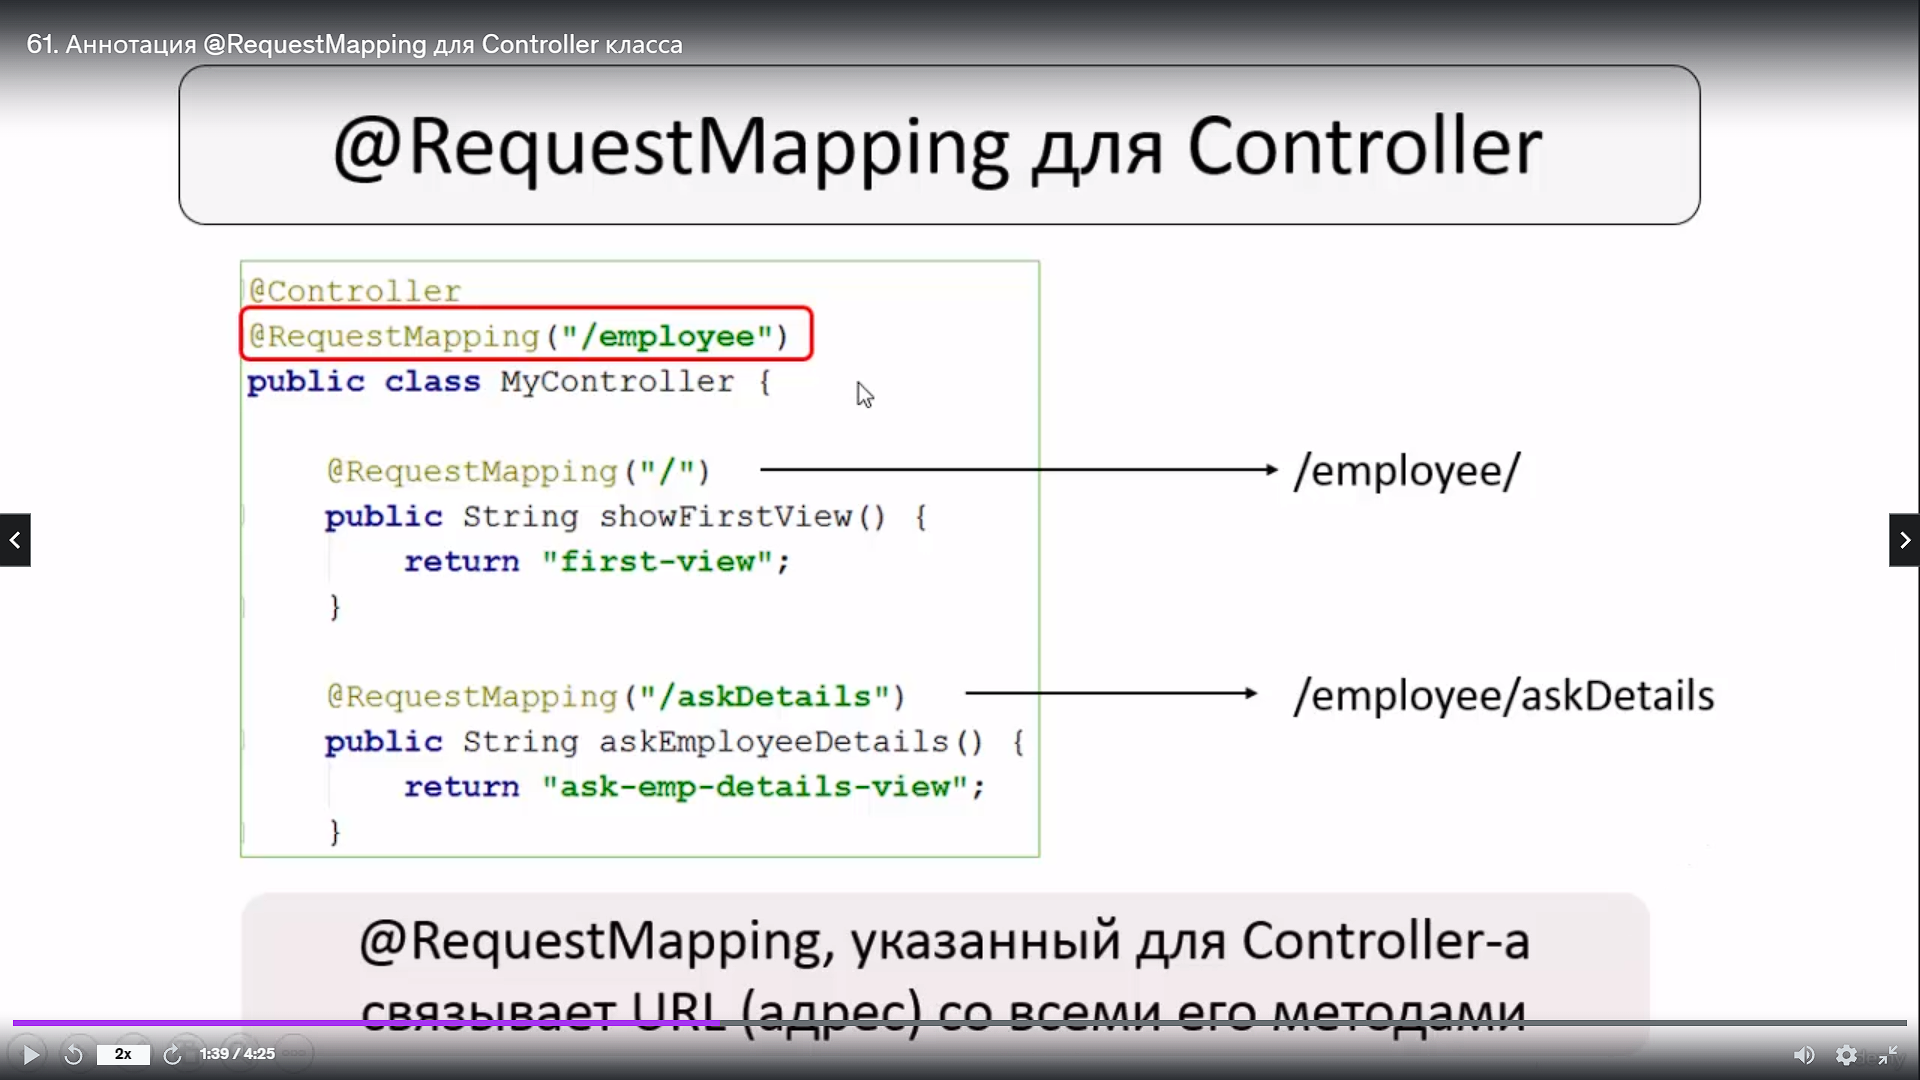 61. Аннотация @RequestMapping для Controller класса
@RequestMapping для Controller
@Controller
@RequestMapping("/employee")
public class MyController {
@RequestMapping("/")
/employee/
public String showFirstView() {
return "first-view";
}
@RequestMapping("/askDetails")
/employee/askDetails
public String askEmployeeDetails() {
return "ask-emp-details-view";
}
@RequestMapping, указанный для Controller-а
связывает URL (адрес) со всеми его методами
2x
1:39 / 4:25